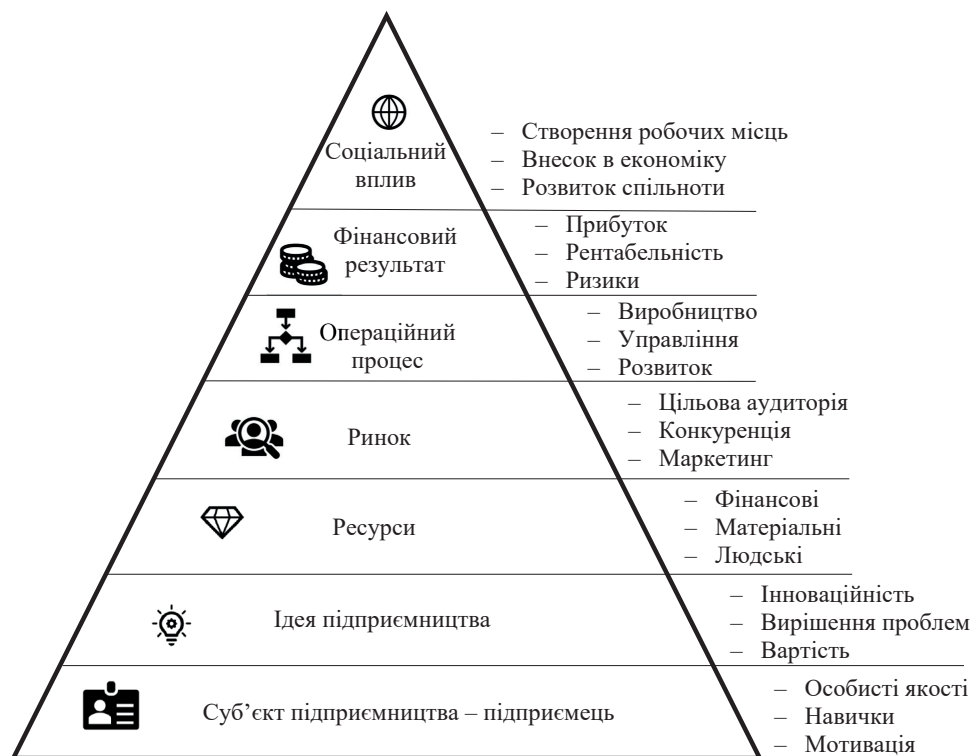 Соціальний
вплив
– Створення робочих місць
– Внесок в економіку
– Розвиток спільноти
Фінансовий
результат
– Прибуток
– Рентабельність
– Ризики
Операційний
процес
– Виробництво
– Управління
– Розвиток
Ринок
– Цільова аудиторія
– Конкуренція
– Маркетинг
Ресурси
– Фінансові
– Матеріальні
– Людські
Ідея підприємництва
– Інноваційність
– Вирішення проблем
– Вартість
Суб’єкт підприємництва – підприємець
– Особисті якості
– Навички
– Мотивація